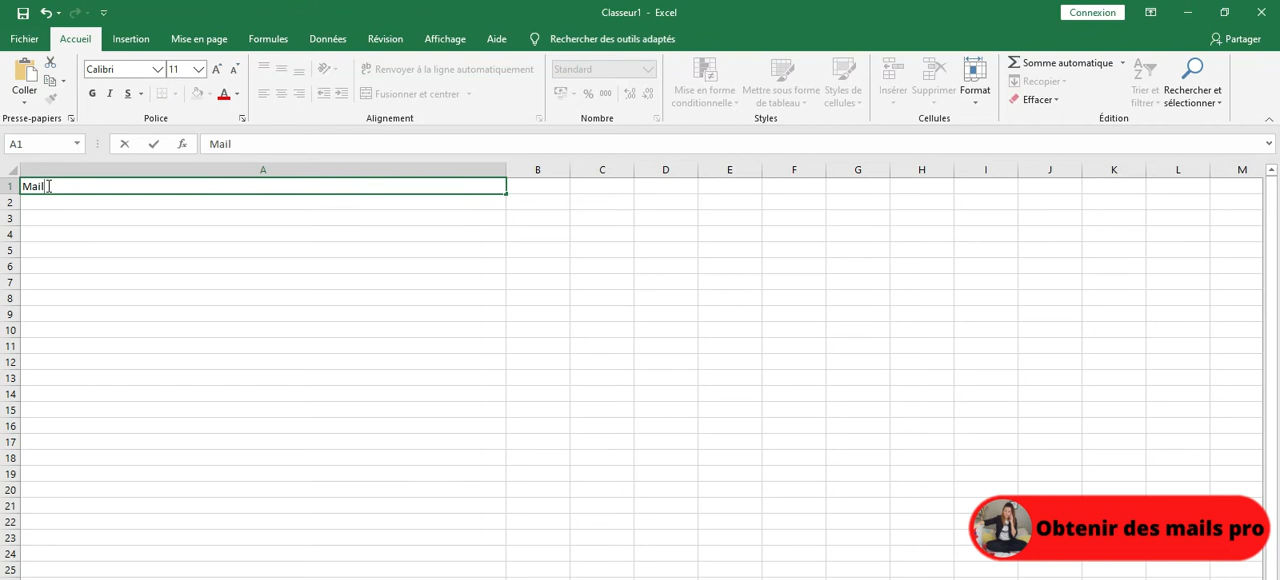 Classeur1 - Excel
Connexion
Fichier Accueil Insertion Mise en page Formules Données Révision Affichage Aide Rechercher des outils adaptés Partager
Coller
Presse-papiers
Calibri 11
G I S
Police
Renvoyer à la ligne automatiquement
Fusionner et centrer
Alignement
Standard
% 000
Nombre
Mise en forme conditionnelle
Mettre sous forme de tableau
Styles de cellules
Styles
Insérer Supprimer Format
Cellules
Somme automatique
Recopier
Effacer
Trier et filtrer
Rechercher et sélectionner
Édition
A1 fx Mail
A B C D E F G H I J K L M
1 Mail
2
3
4
5
6
7
8
9
10
11
12
13
14
15
16
17
18
19
20
21
22
23
24
25
Obtenir des mails pro